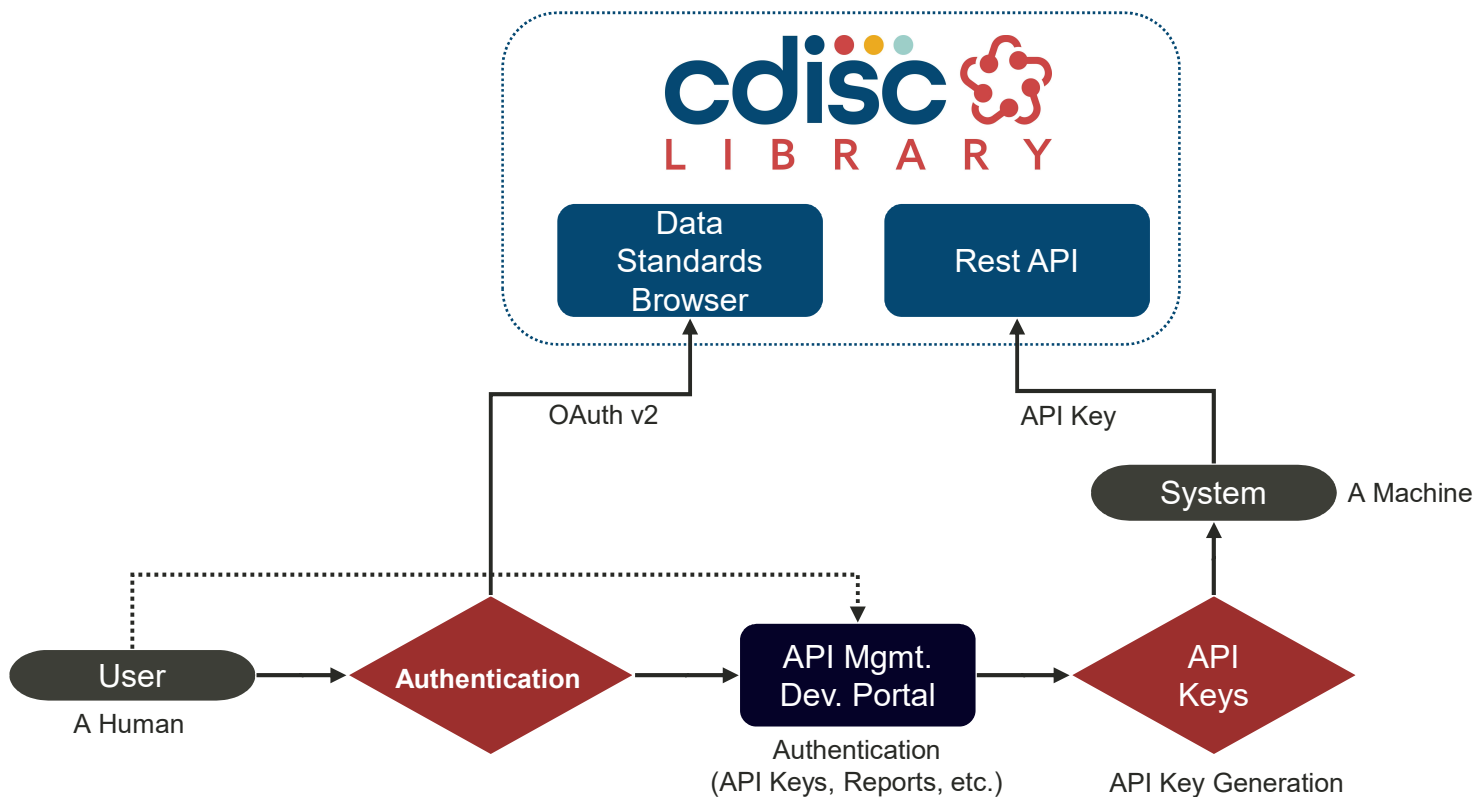 cdisc
LIBRARY
Data
Standards
Browser
Rest API
OAuth v2
API Key
System
A Machine
User
A Human
Authentication
API Mgmt.
Dev. Portal
Authentication
(API Keys, Reports, etc.)
API
Keys
API Key Generation